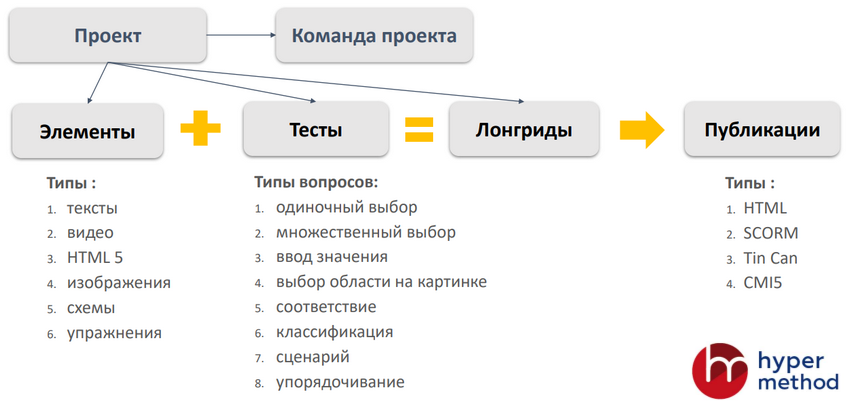 Проект
Команда проекта
Элементы
Тесты
Лонгриды
Публикации
Типы :
1. тексты
2. видео
3. HTML 5
4. изображения
5. схемы
6. упражнения
Типы вопросов:
1. одиночный выбор
2. множественный выбор
3. ввод значения
4. выбор области на картинке
5. соответствие
6. классификация
7. сценарий
8. упорядочивание
Типы :
1. HTML
2. SCORM
3. Tin Can
4. CMI5
hm
hyper
method